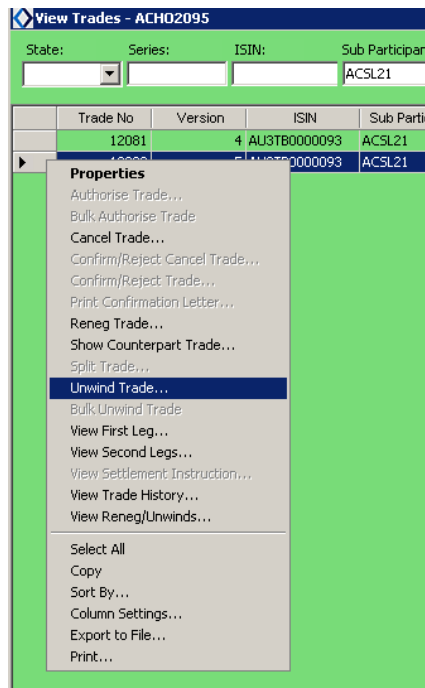 View Trades - ACHO2095
State: Series: ISIN: Sub Participan
ACSL21
Trade No Version ISIN Sub Parti
12081 4 AU3TB0000093 ACSL21
AU3TB0000093 ACSL21
Properties
Authorise Trade...
Bulk Authorise Trade
Cancel Trade...
Confirm/Reject Cancel Trade...
Confirm/Reject Trade...
Print Confirmation Letter...
Reneg Trade...
Show Counterpart Trade...
Split Trade...
Unwind Trade...
Bulk Unwind Trade
View First Leg...
View Second Legs...
View Settlement Instruction...
View Trade History...
View Reneg/Unwinds...
Select All
Copy
Sort By...
Column Settings...
Export to File...
Print...